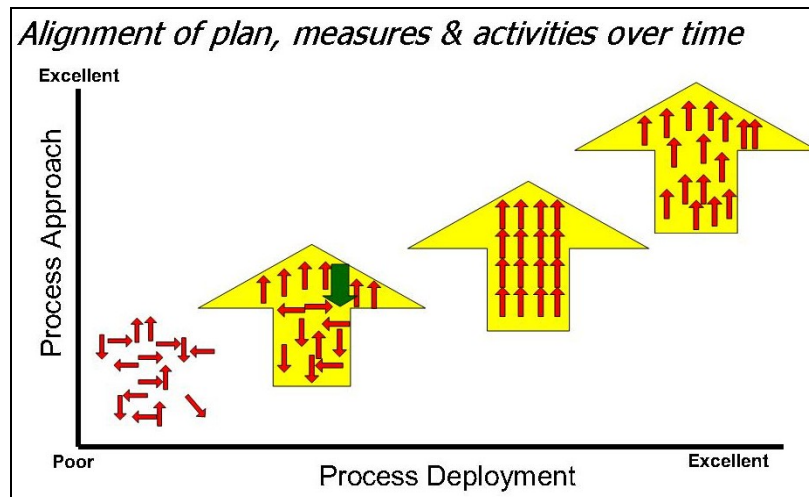 Alignment of plan, measures & activities over time
Excellent
Process Approach
Poor
Process Deployment
Excellent